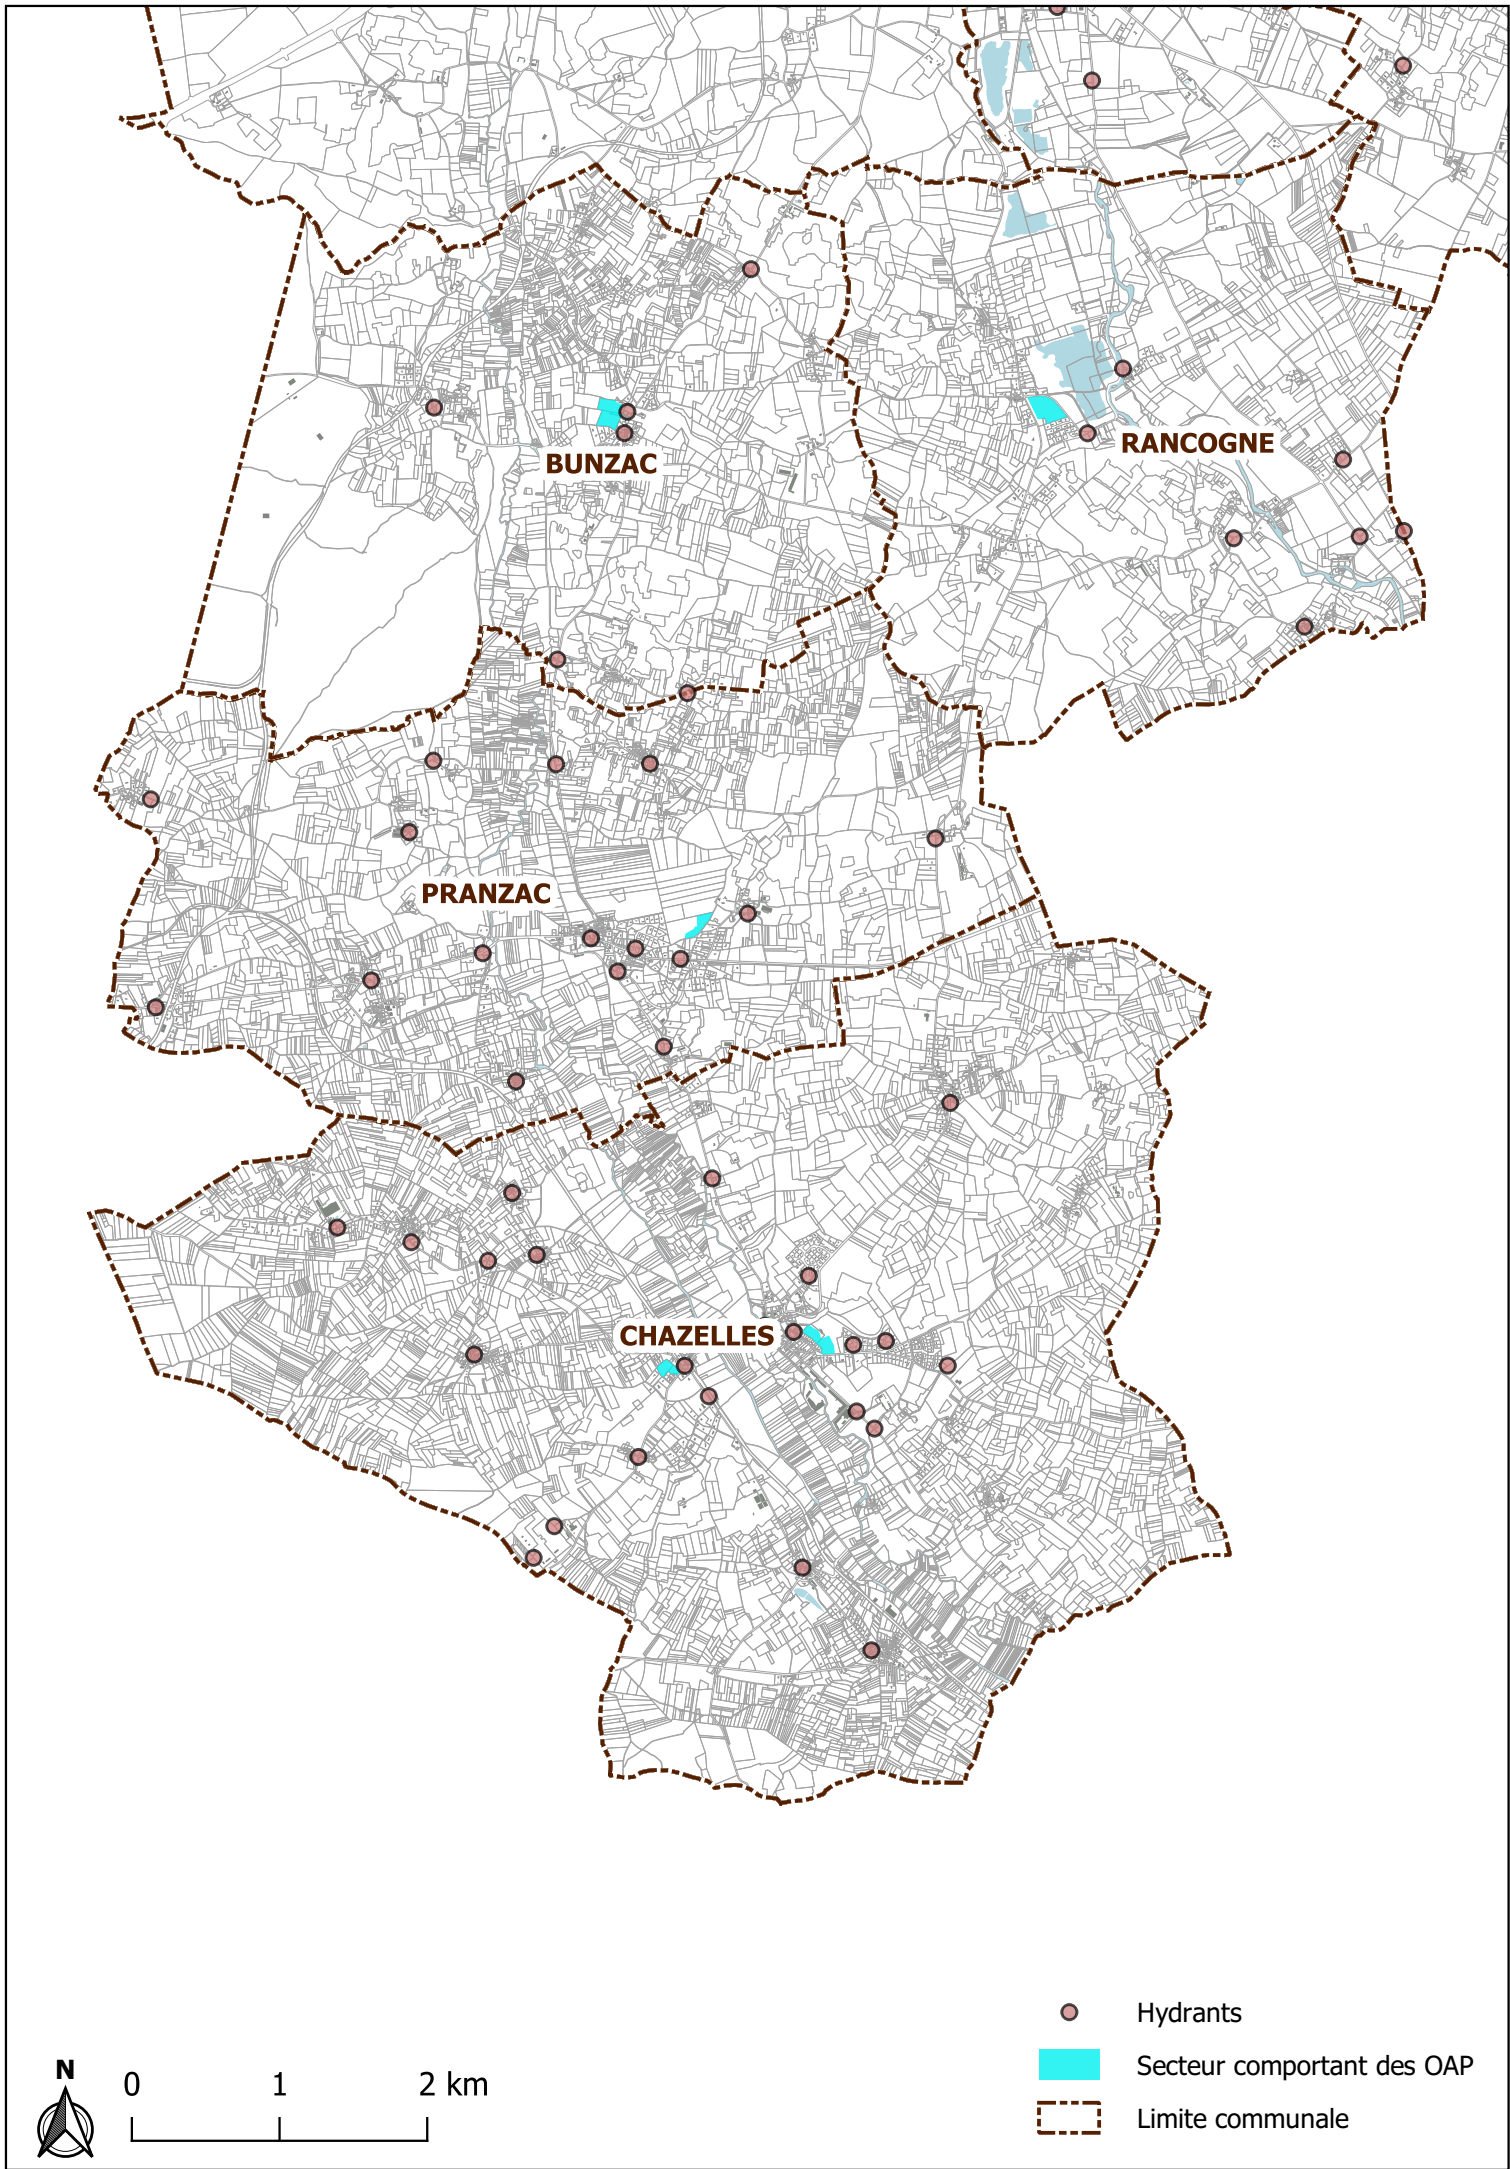 BUNZAC
RANCOGNE
PRANZAC
CHAZELLES
Hydrants
Secteur comportant des OAP
Limite communale
N
0 1 2 km